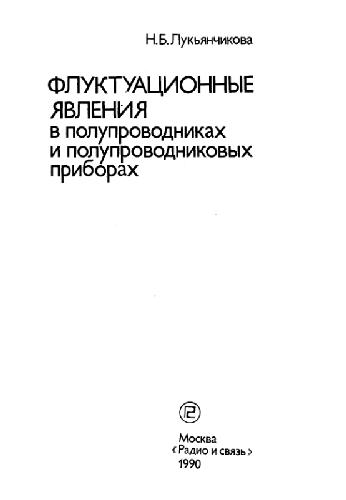 Н.Б. Лукьянчикова
ФЛУКТУАЦИОННЫЕ
ЯВЛЕНИЯ
в полупроводниках
и полупроводниковых
приборах
Москва
«Радио и связь»
1990